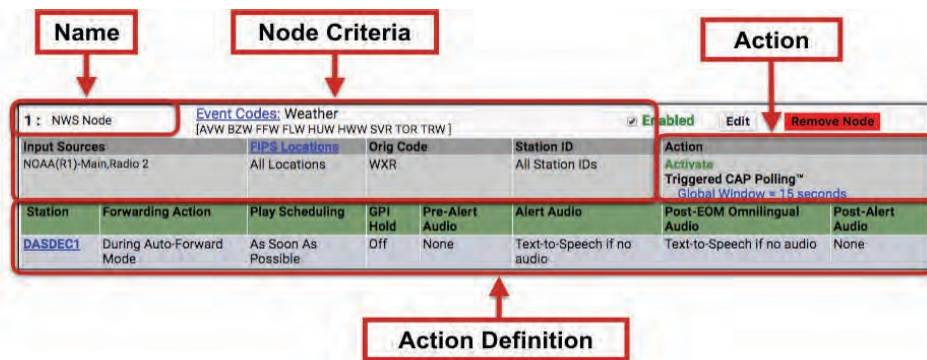 Name
Node Criteria
Action
1: NWS Node
Event Codes: Weather
[AVW BZW FFW FLW HUW HWW SVR TOR TRW ]
Enabled
Edit
Remove Node
Input Sources
FIPS Locations
Orig Code
Station ID
Action
NOAA(R1)-Main,Radio 2
All Locations
WXR
All Station IDs
Activate
Triggered CAP Polling™
Global Window = 15 seconds
Station
Forwarding Action
Play Scheduling
GPI
Hold
Pre-Alert
Audio
Alert Audio
Post-EOM Omnilingual
Audio
Post-Alert
Audio
DASDEC1
During Auto-Forward
Mode
As Soon As
Possible
Off
None
Text-to-Speech if no
audio
Text-to-Speech if no audio
None
Action Definition